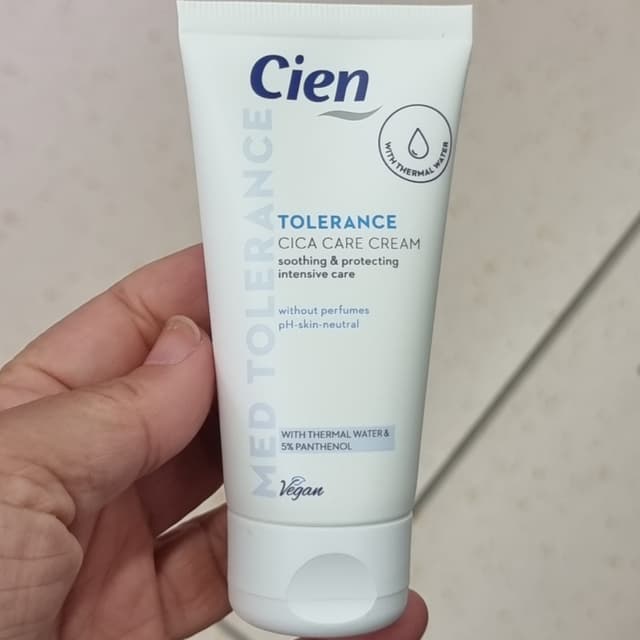 Cien
WITH THERMAL WATER
MED TOLERANCE
TOLERANCE
CICA CARE CREAM
soothing & protecting
intensive care
without perfumes
pH-skin-neutral
WITH THERMAL WATER &
5% PANTHENOL
Vegan